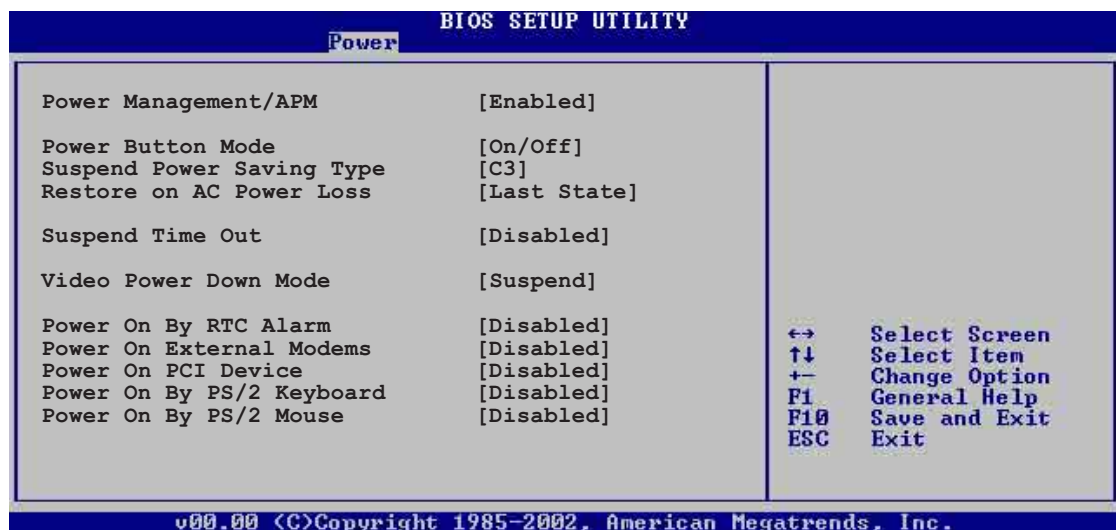 BIOS SETUP UTILITY
Power
Power Management/APM [Enabled]
Power Button Mode [On/Off]
Suspend Power Saving Type [C3]
Restore on AC Power Loss [Last State]
Suspend Time Out [Disabled]
Video Power Down Mode [Suspend]
Power On By RTC Alarm [Disabled]
Power On External Modems [Disabled]
Power On PCI Device [Disabled]
Power On By PS/2 Keyboard [Disabled]
Power On By PS/2 Mouse [Disabled]
↔ Select Screen
↑↓ Select Item
+- Change Option
F1 General Help
F10 Save and Exit
ESC Exit
v00.00 (C)Copyright 1985-2002, American Megatrends, Inc.